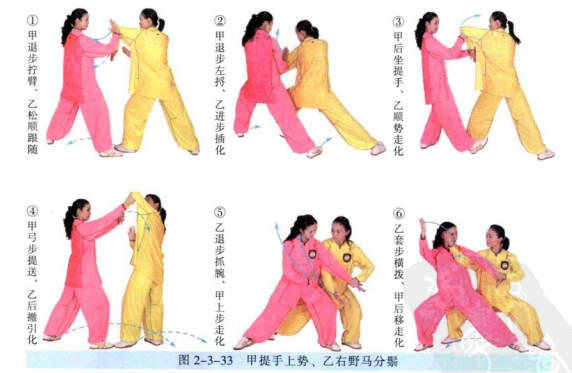 ① 甲退步拧臂、乙松顺跟随
② 甲退步左捋、乙进步插化
③ 甲后坐提手、乙顺势走化
④ 甲弓步提送、乙后撤引化
⑤ 乙退步抓腕、甲上步走化
⑥ 乙套步横拨、甲后移走化
图 2-3-33 甲提手上势、乙右野马分鬃